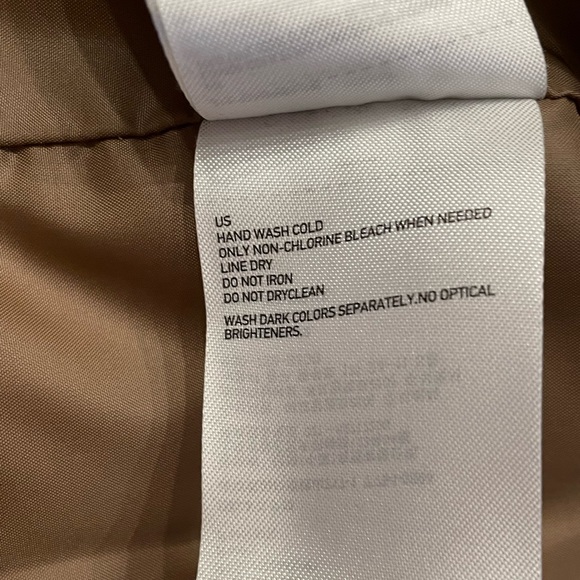 US
HAND WASH COLD
ONLY NON-CHLORINE BLEACH WHEN NEEDED
LINE DRY
DO NOT IRON
DO NOT DRYCLEAN
WASH DARK COLORS SEPARATELY.NO OPTICAL
BRIGHTENERS.